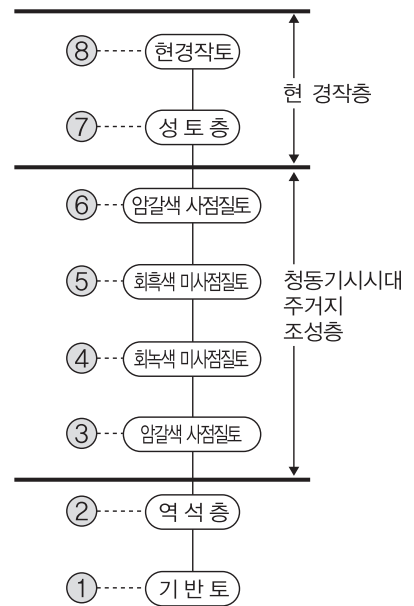 ⑧ 현경작토
현 경작층
⑦ 성 토 층
⑥ 암갈색 사점질토
⑤ 회흑색 미사점질토
청동기시시대
주거지
조성층
④ 회녹색 미사점질토
③ 암갈색 사점질토
② 역 석 층
① 기 반 토